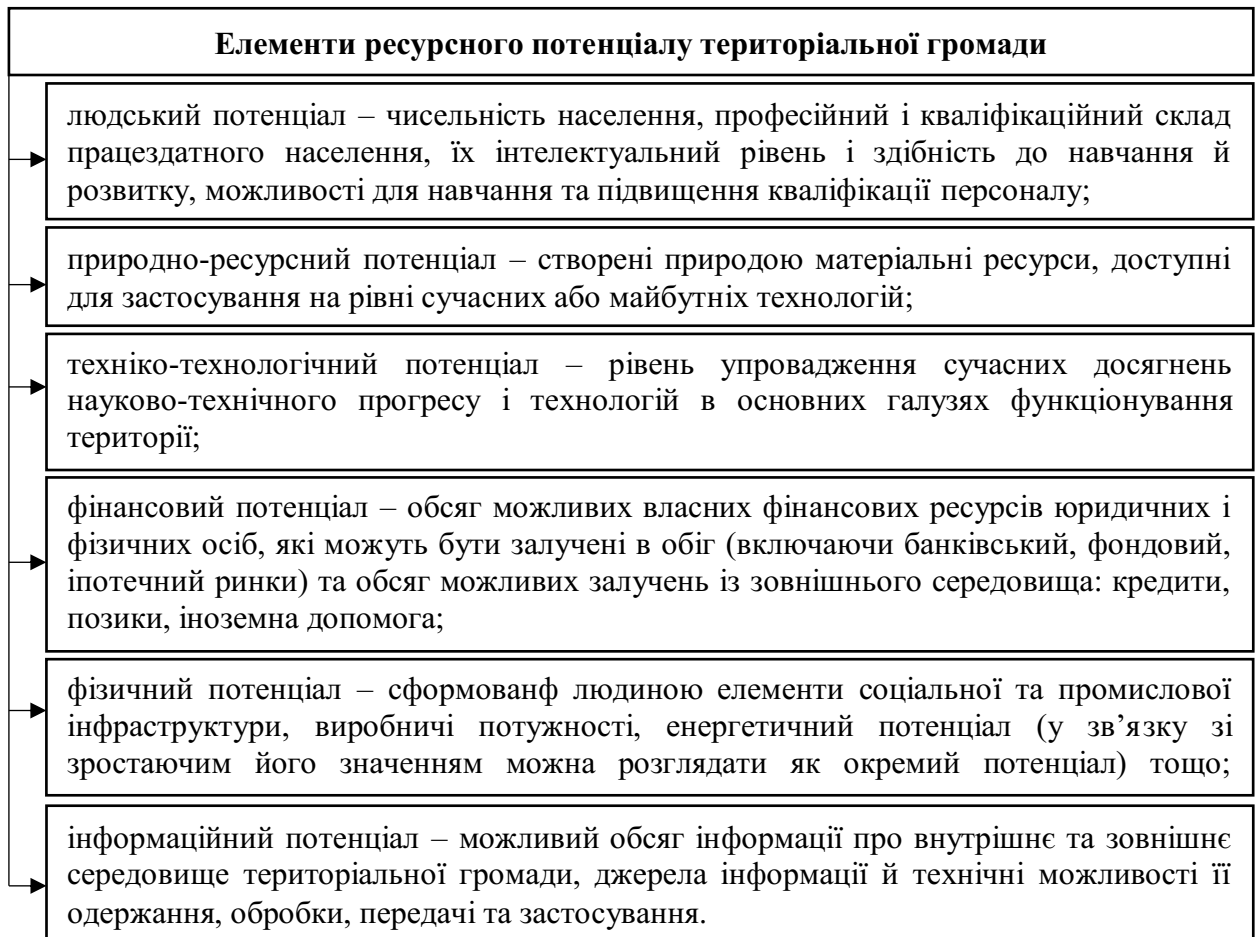 Елементи ресурсного потенціалу територіальної громади
людський потенціал – чисельність населення, професійний і кваліфікаційний склад
працездатного населення, їх інтелектуальний рівень і здібність до навчання й
розвитку, можливості для навчання та підвищення кваліфікації персоналу;
природно-ресурсний потенціал – створені природою матеріальні ресурси, доступні
для застосування на рівні сучасних або майбутніх технологій;
техніко-технологічний потенціал – рівень упровадження сучасних досягнень
науково-технічного прогресу і технологій в основних галузях функціонування
території;
фінансовий потенціал – обсяг можливих власних фінансових ресурсів юридичних і
фізичних осіб, які можуть бути залучені в обіг (включаючи банківський, фондовий,
іпотечний ринки) та обсяг можливих залучень із зовнішнього середовища: кредити,
позики, іноземна допомога;
фізичний потенціал – сформованф людиною елементи соціальної та промислової
інфраструктури, виробничі потужності, енергетичний потенціал (у зв’язку зі
зростаючим його значенням можна розглядати як окремий потенціал) тощо;
інформаційний потенціал – можливий обсяг інформації про внутрішнє та зовнішнє
середовище територіальної громади, джерела інформації й технічні можливості її
одержання, обробки, передачі та застосування.